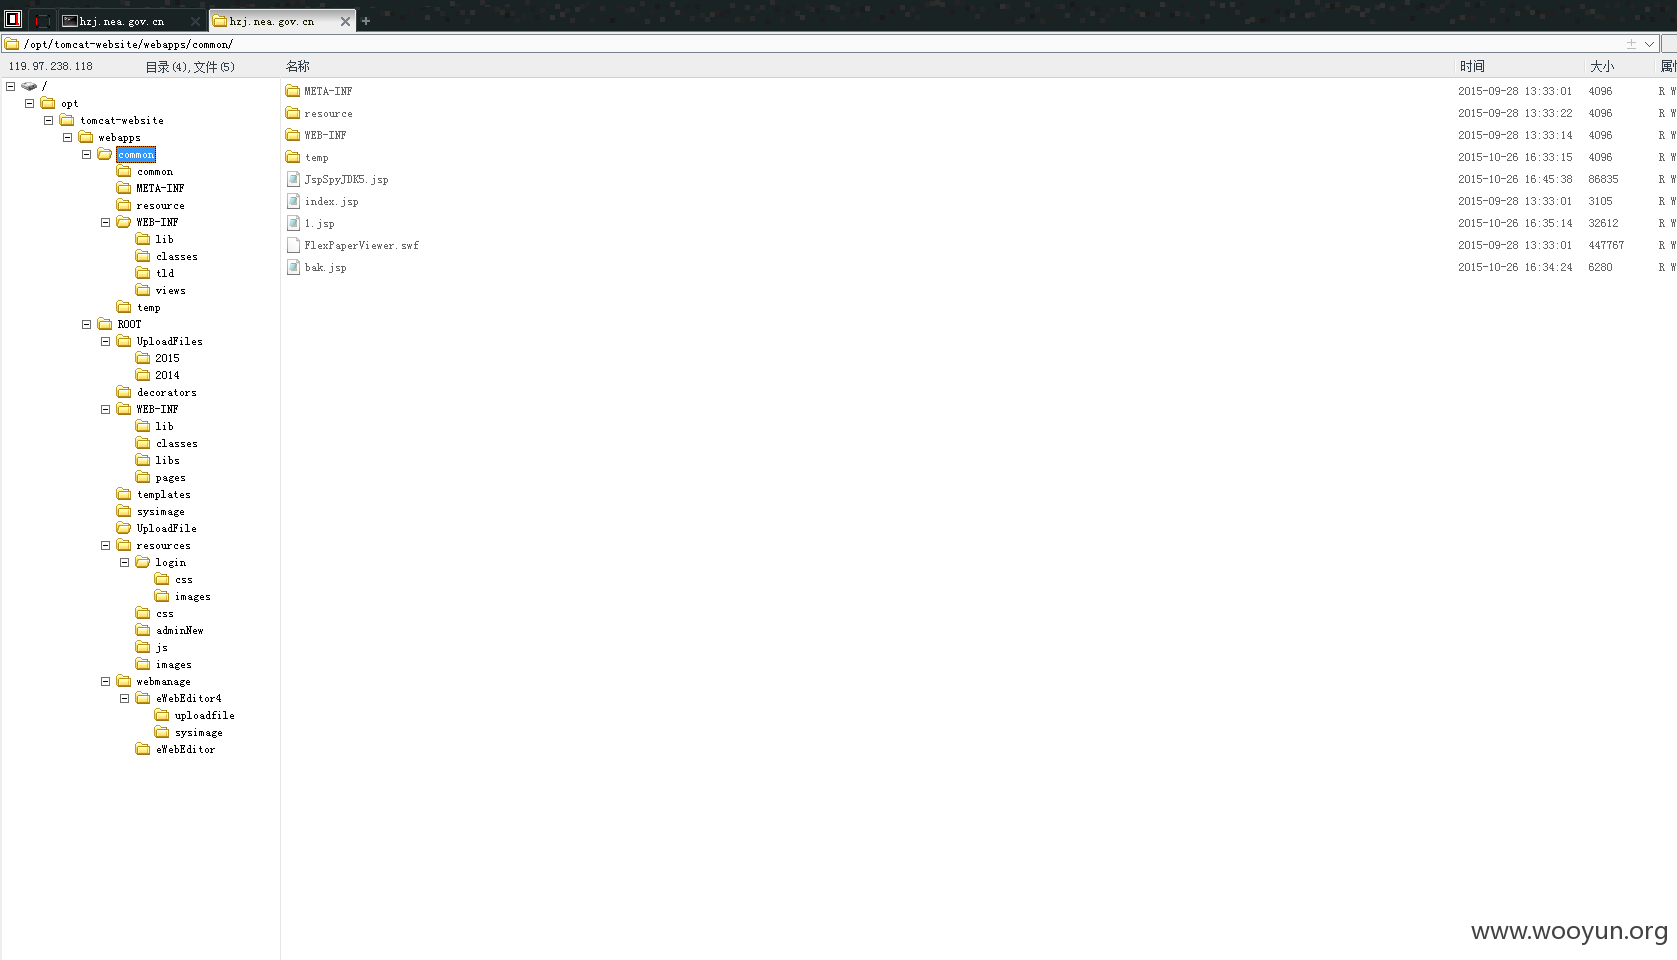 hzj.nea.gov.cn hzj.nea.gov.cn
/opt/tomcat-website/webapps/common/
119.97.238.118 目录(4),文件(5) 名称 时间 大小
/
opt
tomcat-website
webapps
common
common
META-INF
resource
WEB-INF
lib
classes
tld
views
temp
ROOT
UploadFiles
2015
2014
decorators
WEB-INF
lib
classes
libs
pages
templates
sysimage
UploadFile
resources
login
css
images
css
adminNew
js
images
webmanage
eWebEditor4
uploadfile
sysimage
eWebEditor
META-INF 2015-09-28 13:33:01 4096 R W
resource 2015-09-28 13:33:22 4096 R W
WEB-INF 2015-09-28 13:33:14 4096 R W
temp 2015-10-26 16:33:15 4096 R W
JspSpyJDK5.jsp 2015-10-26 16:45:38 86835 R W
index.jsp 2015-09-28 13:33:01 3105 R W
1.jsp 2015-10-26 16:35:14 32612 R W
FlexPaperViewer.swf 2015-09-28 13:33:01 447767 R W
bak.jsp 2015-10-26 16:34:24 6280 R W
www.wooyun.org